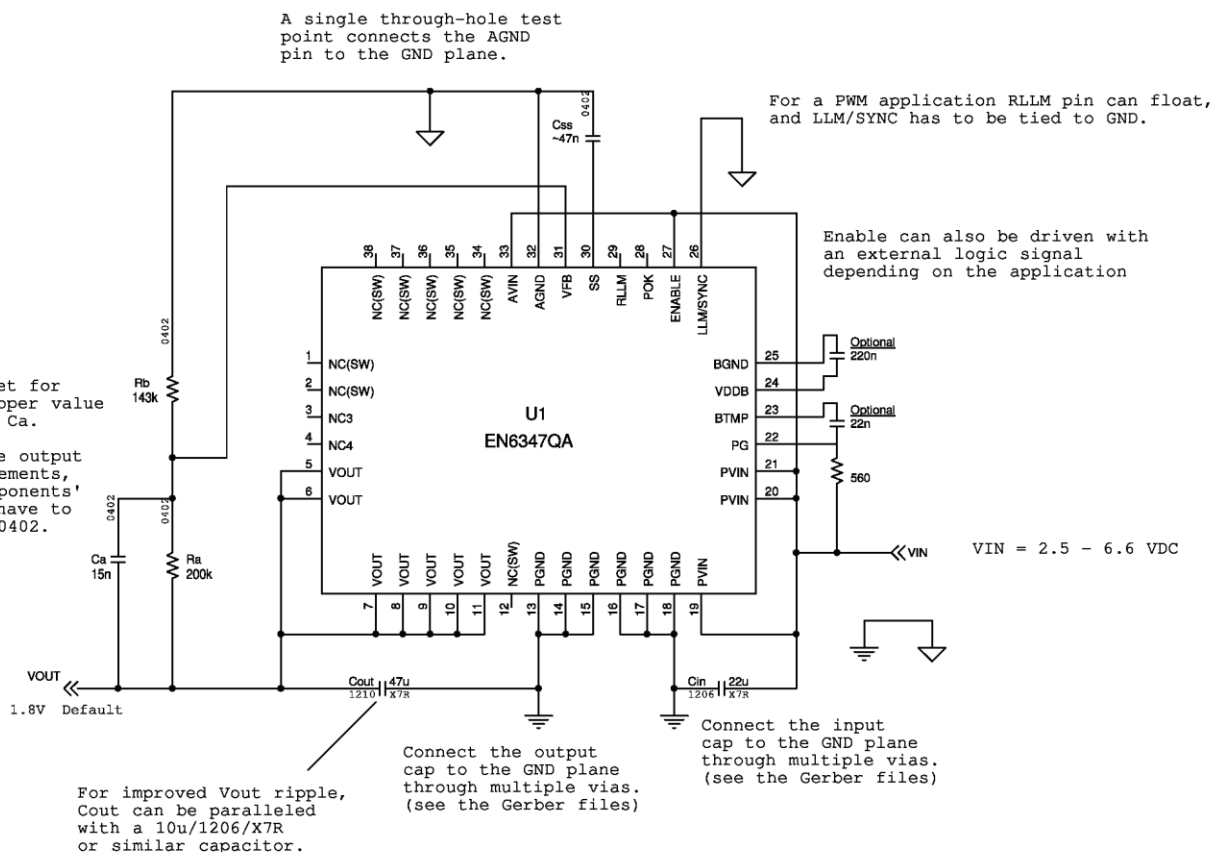 A single through-hole test
point connects the AGND
pin to the GND plane.
For a PWM application RLLM pin can float,
and LLM/SYNC has to be tied to GND.
0402
Css
~47n
Enable can also be driven with
an external logic signal
depending on the application
38
37
36
35
34
33
32
31
30
29
28
27
26
NC(SW)
NC(SW)
NC(SW)
NC(SW)
NC(SW)
AVIN
AGND
VFB
SS
RLLM
POK
ENABLE
LLM/SYNC
0402
Rb
143k
for
value
Ca.
output
have to
0402.
1 NC(SW)
2 NC(SW)
3 NC3
4 NC4
5 VOUT
6 VOUT
U1
EN6347QA
BGND 25
VDDB 24
BTMP 23
PG 22
PVIN 21
PVIN 20
Optional
220n
Optional
22n
560
0402
0402
Ca
15n
Ra
200k
VIN
VIN = 2.5 - 6.6 VDC
VOUT
VOUT
VOUT
VOUT
VOUT
NC(SW)
PGND
PGND
PGND
PGND
PGND
PGND
PVIN
7
8
9
10
11
12
13
14
15
16
17
18
19
VOUT
1.8V Default
Cout 47u
1210 X7R
Cin 22u
1206 X7R
Connect the output
cap to the GND plane
through multiple vias.
(see the Gerber files)
Connect the input
cap to the GND plane
through multiple vias.
(see the Gerber files)
For improved Vout ripple,
Cout can be paralleled
with a 10u/1206/X7R
or similar capacitor.